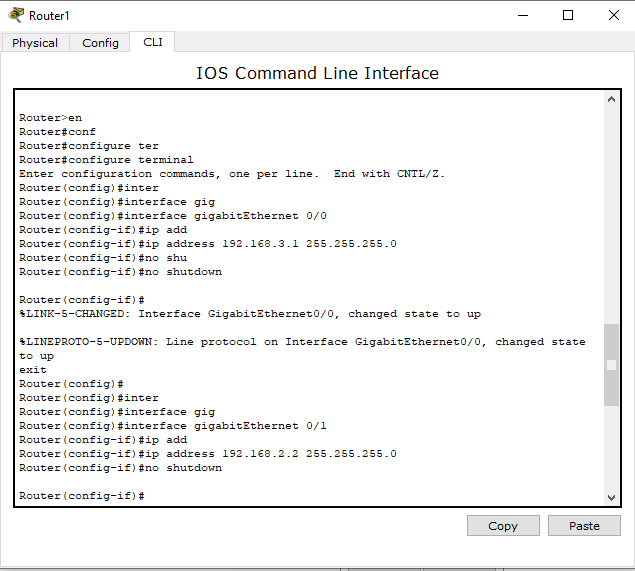 Router1
Physical Config CLI
IOS Command Line Interface
Router>en
Router#conf
Router#configure ter
Router#configure terminal
Enter configuration commands, one per line.  End with CNTL/Z.
Router(config)#inter
Router(config)#interface gig
Router(config)#interface gigabitEthernet 0/0
Router(config-if)#ip add
Router(config-if)#ip address 192.168.3.1 255.255.255.0
Router(config-if)#no shu
Router(config-if)#no shutdown
Router(config-if)#
%LINK-5-CHANGED: Interface GigabitEthernet0/0, changed state to up
%LINEPROTO-5-UPDOWN: Line protocol on Interface GigabitEthernet0/0, changed state
to up
exit
Router(config)#
Router(config)#inter
Router(config)#interface gig
Router(config)#interface gigabitEthernet 0/1
Router(config-if)#ip add
Router(config-if)#ip address 192.168.2.2 255.255.255.0
Router(config-if)#no shutdown
Router(config-if)#
Copy Paste